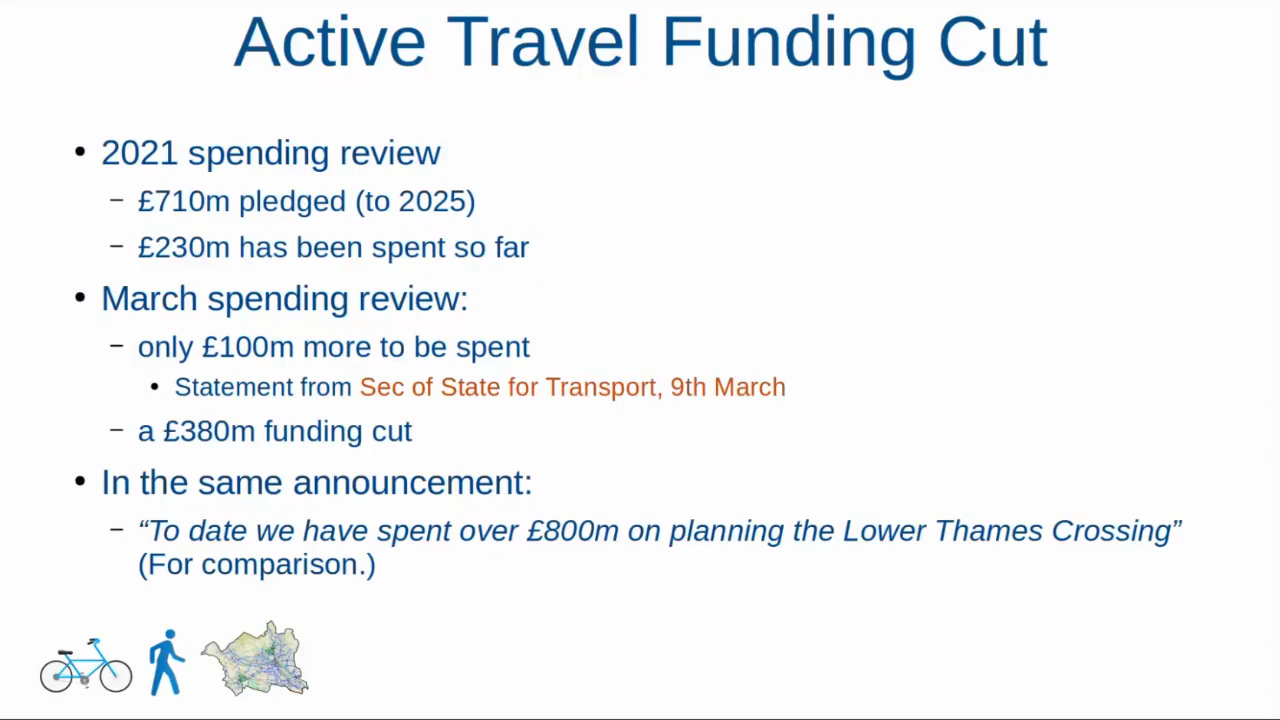 Active Travel Funding Cut
• 2021 spending review
– £710m pledged (to 2025)
– £230m has been spent so far
• March spending review:
– only £100m more to be spent
• Statement from Sec of State for Transport, 9th March
– a £380m funding cut
• In the same announcement:
– “To date we have spent over £800m on planning the Lower Thames Crossing”
(For comparison.)